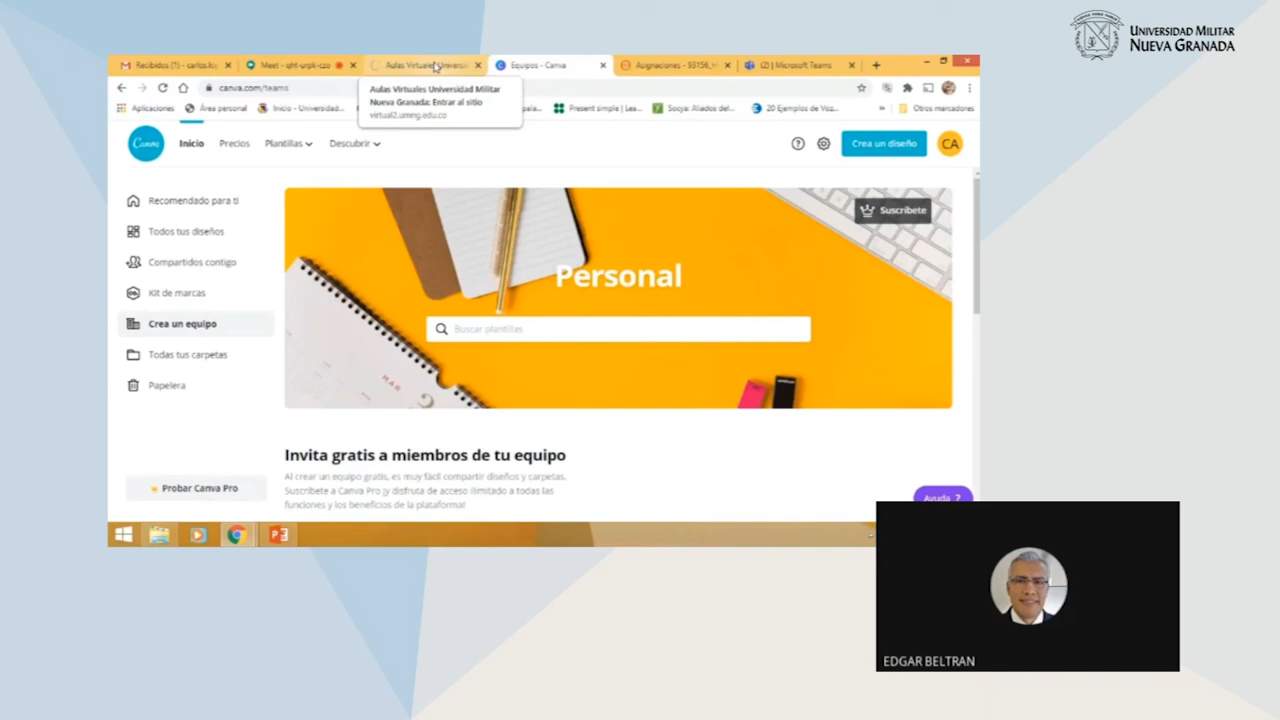 UNIVERSIDAD MILITAR
NUEVA GRANADA
Recibidos (1) - carlos.lo
Meet - qht-urpk-czo
Aulas Virtuales Universid
Equipos - Canva
Asignaciones - 93156_H
(2) | Microsoft Teams
canva.com/teams
Aulas Virtuales Universidad Militar
Nueva Granada: Entrar al sitio
virtual2.umng.edu.co
Aplicaciones
Área personal
Inicio - Universidad...
Present simple | Lea...
Socya: Aliados del...
20 Ejemplos de Voz...
»
Otros marcadores
Canva
Inicio
Precios
Plantillas
Descubrir
?
Crea un diseño
CA
Recomendado para ti
Todos tus diseños
Compartidos contigo
Kit de marcas
Crea un equipo
Todas tus carpetas
Papelera
Probar Canva Pro
Suscríbete
Personal
Buscar plantillas
MAR
Invita gratis a miembros de tu equipo
Al crear un equipo gratis, es muy fácil compartir diseños y carpetas.
Suscríbete a Canva Pro ¡y disfruta de acceso ilimitado a todas las
funciones y los beneficios de la plataforma!
Ayuda ?
EDGAR BELTRAN